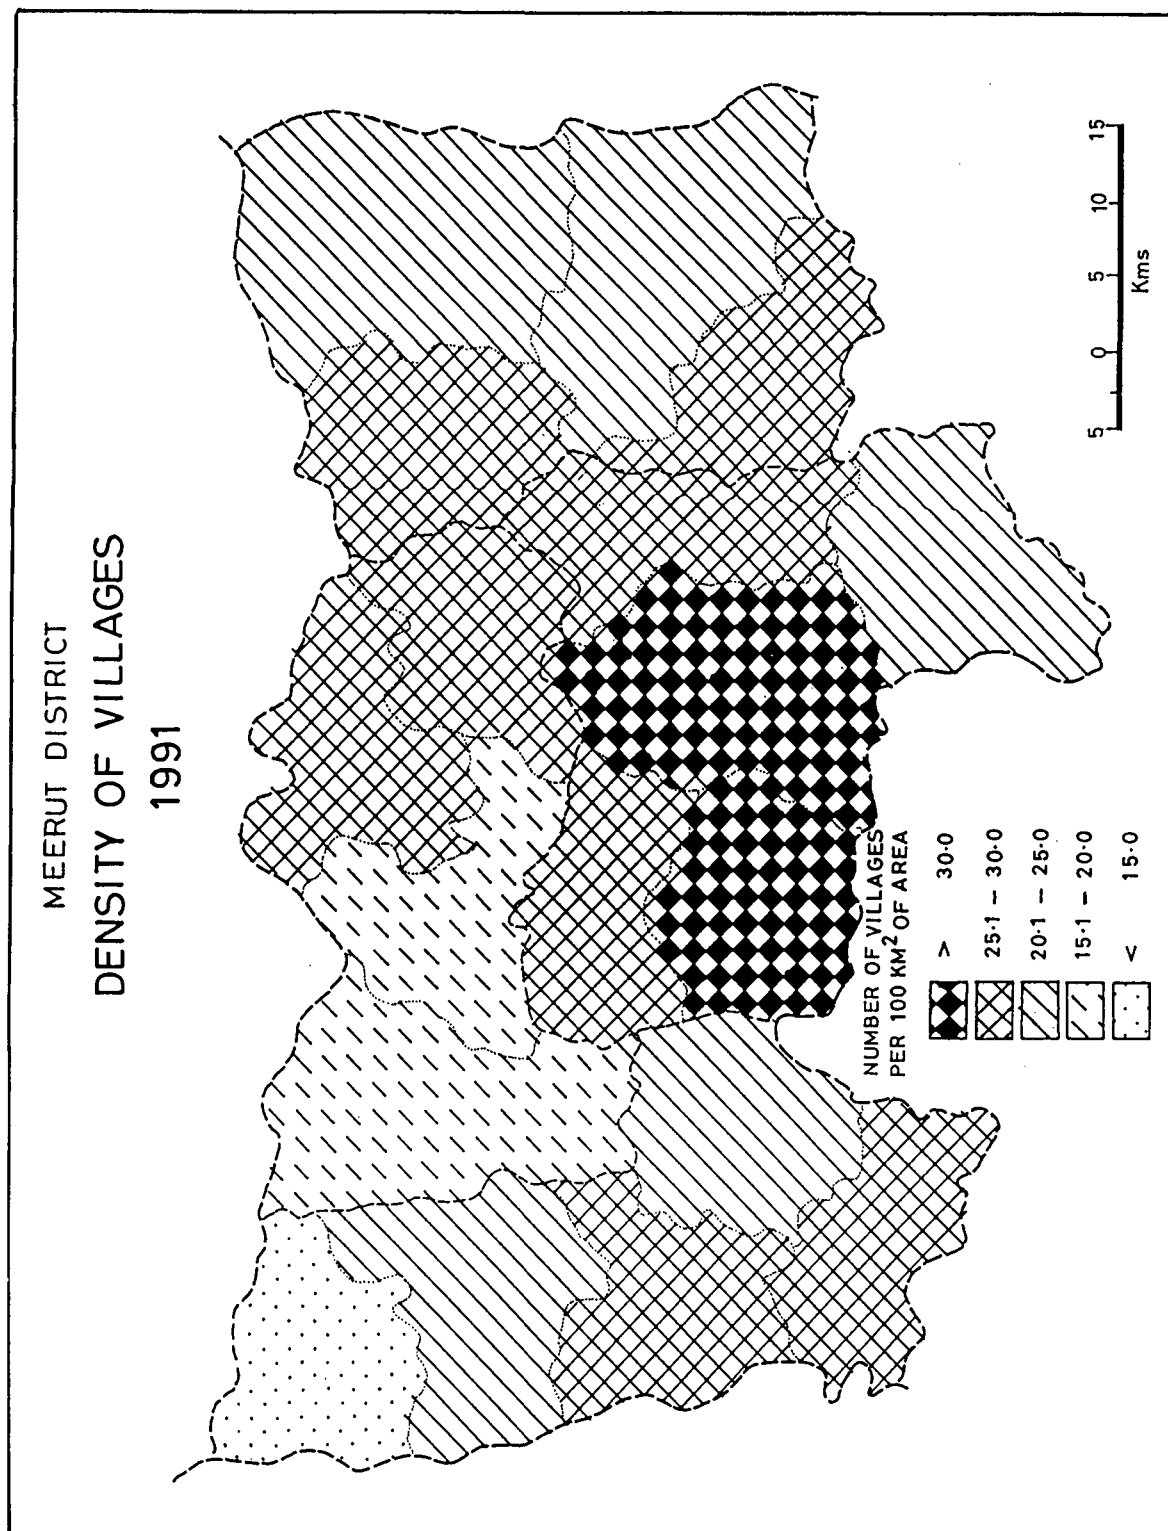 MEERUT DISTRICT
DENSITY OF VILLAGES
1991
NUMBER OF VILLAGES
PER 100 KM² OF AREA
> 30·0
25·1 – 30·0
20·1 – 25·0
15·1 – 20·0
< 15·0
5 0 5 10 15
Kms